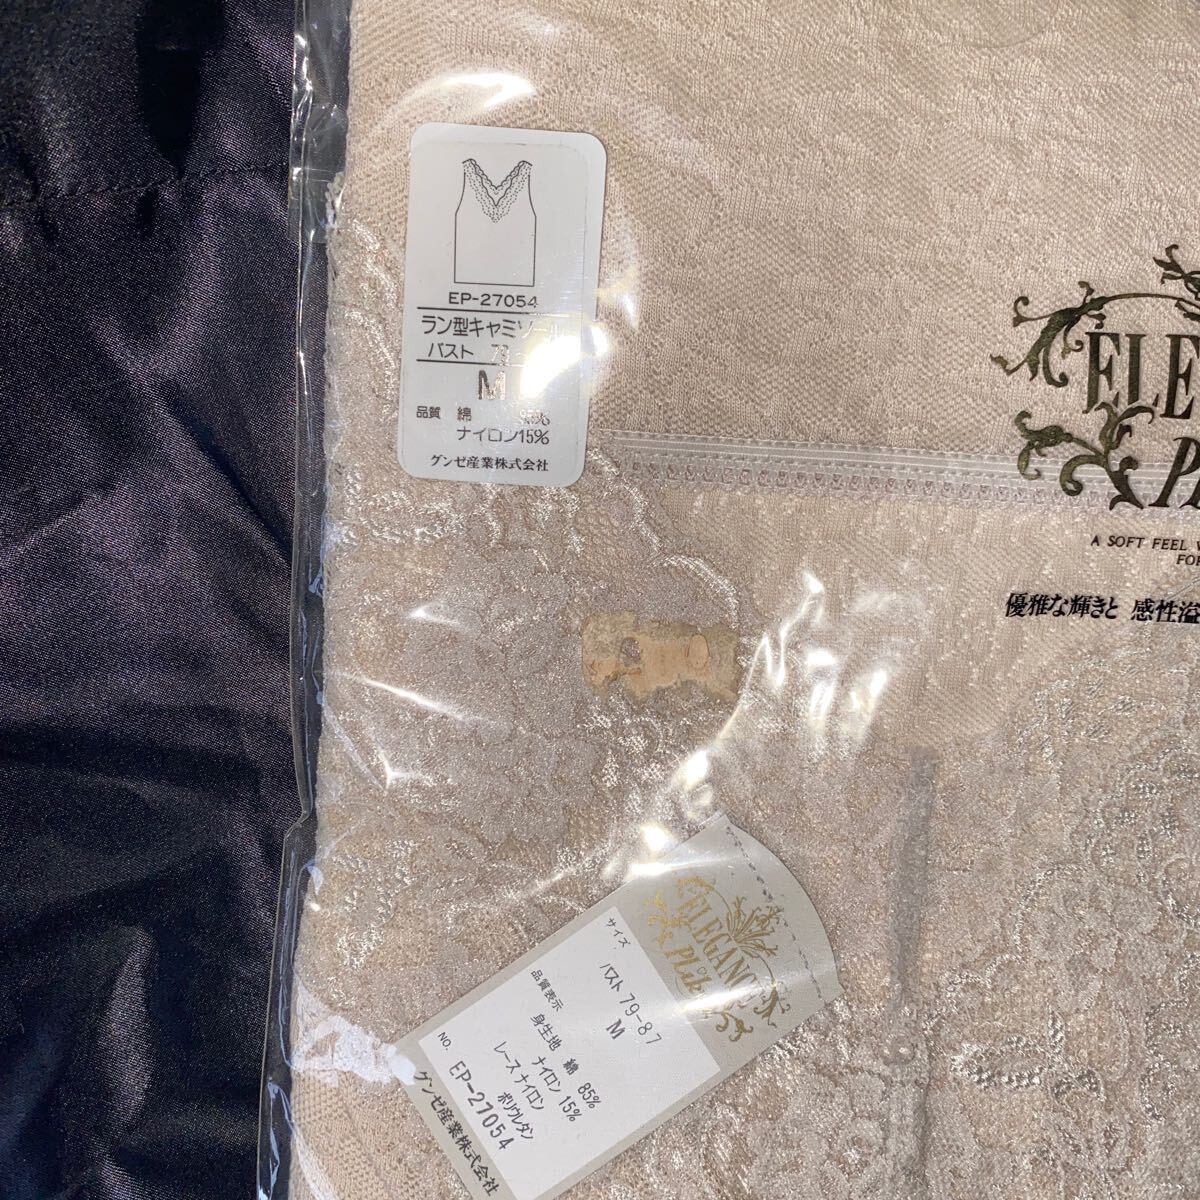 EP-27054
ラン型キャミソール
バスト
M
品質 綿 85%
ナイロン15%
グンゼ産業株式会社
A SOFT FEEL
優雅な輝きと 感性溢
ELEGANCE
サイズ バスト 79-87
M
品質表示 身生地 綿 85%
ナイロン 15%
レース ナイロン
ポリウレタン
NO. EP-27054
グンゼ産業株式会社